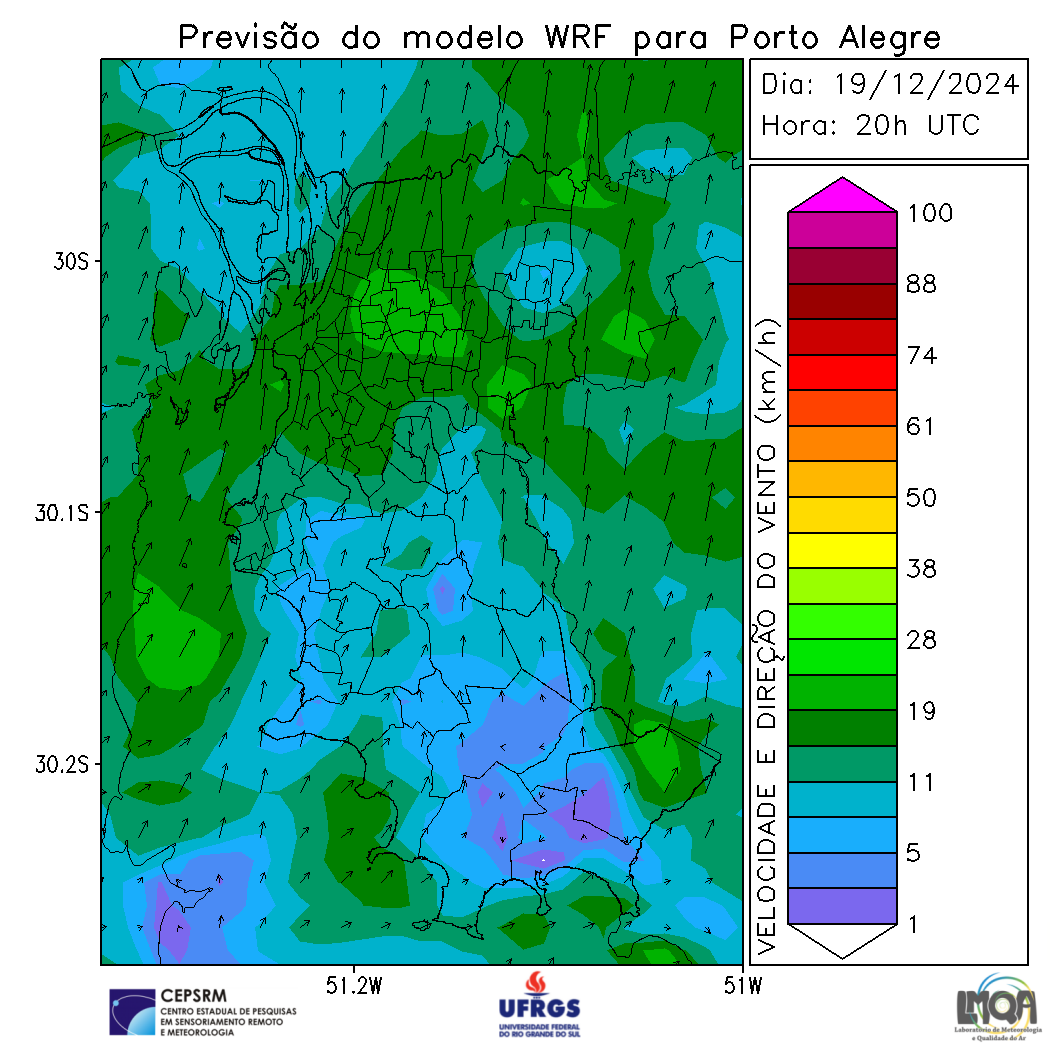 Previsão do modelo WRF para Porto Alegre
Dia: 19/12/2024
Hora: 20h UTC
30S
30.1S
30.2S
51.2W
51W
VELOCIDADE E DIREÇÃO DO VENTO (km/h)
100
88
74
61
50
38
28
19
11
5
1
CEPSRM
CENTRO ESTADUAL DE PESQUISAS
EM SENSORIAMENTO REMOTO
E METEOROLOGIA
UFRGS
UNIVERSIDADE FEDERAL
DO RIO GRANDE DO SUL
LMQA
Laboratório de Meteorologia
e Qualidade do Ar